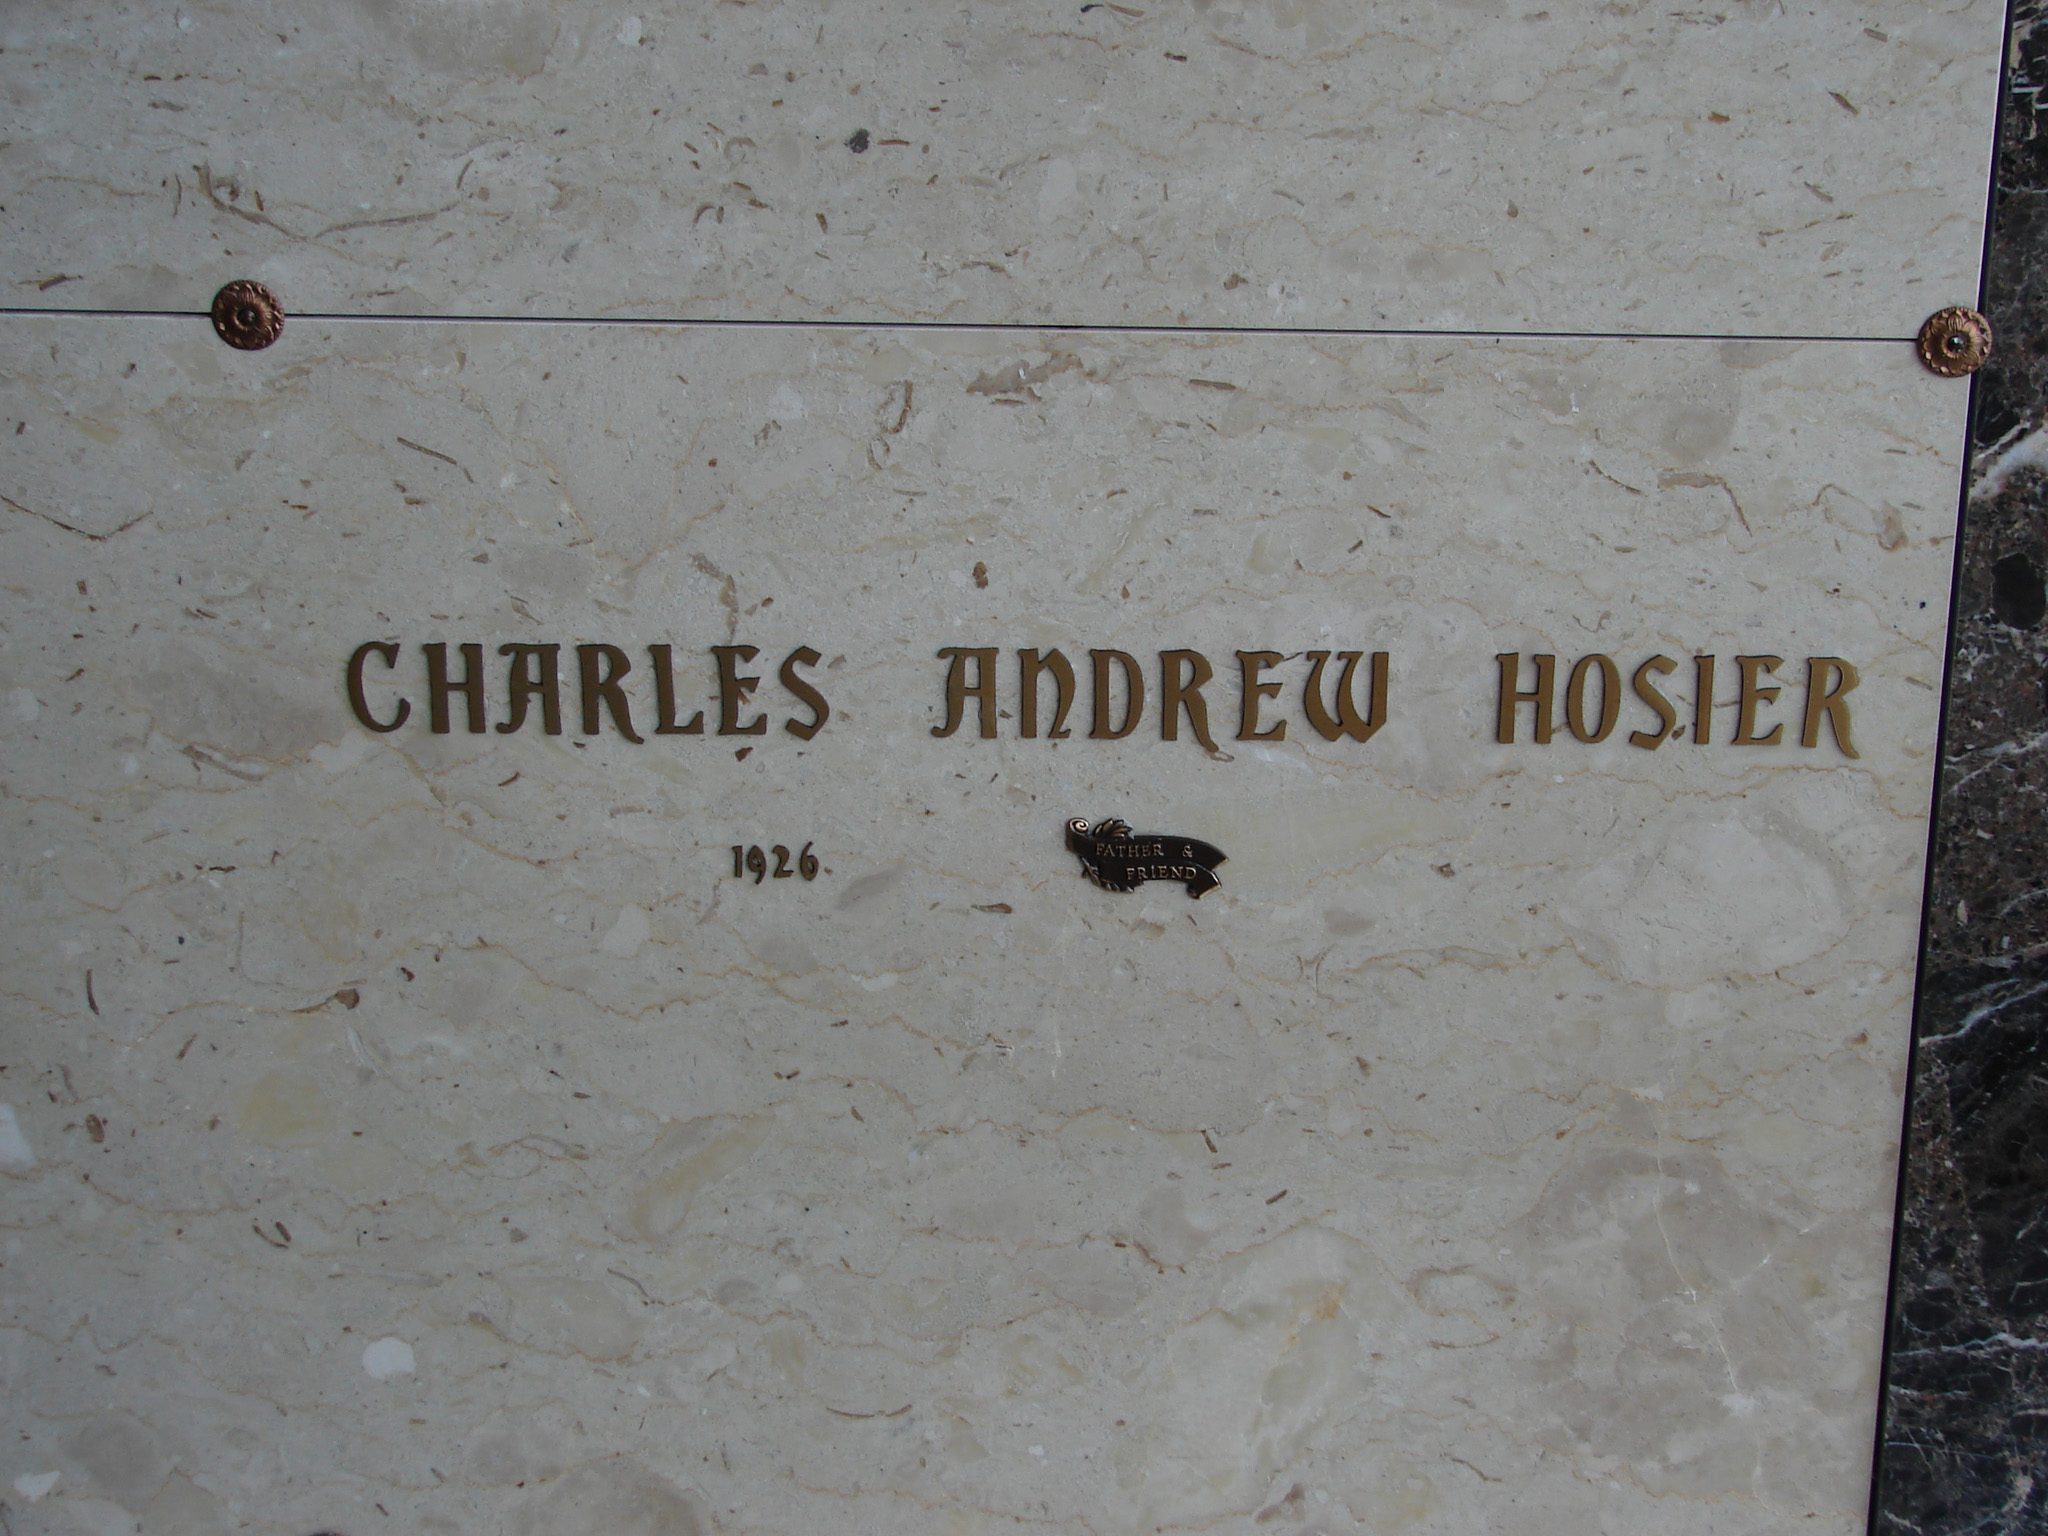 CHARLES ANDREW HOSIER
1926
FATHER &
FRIEND